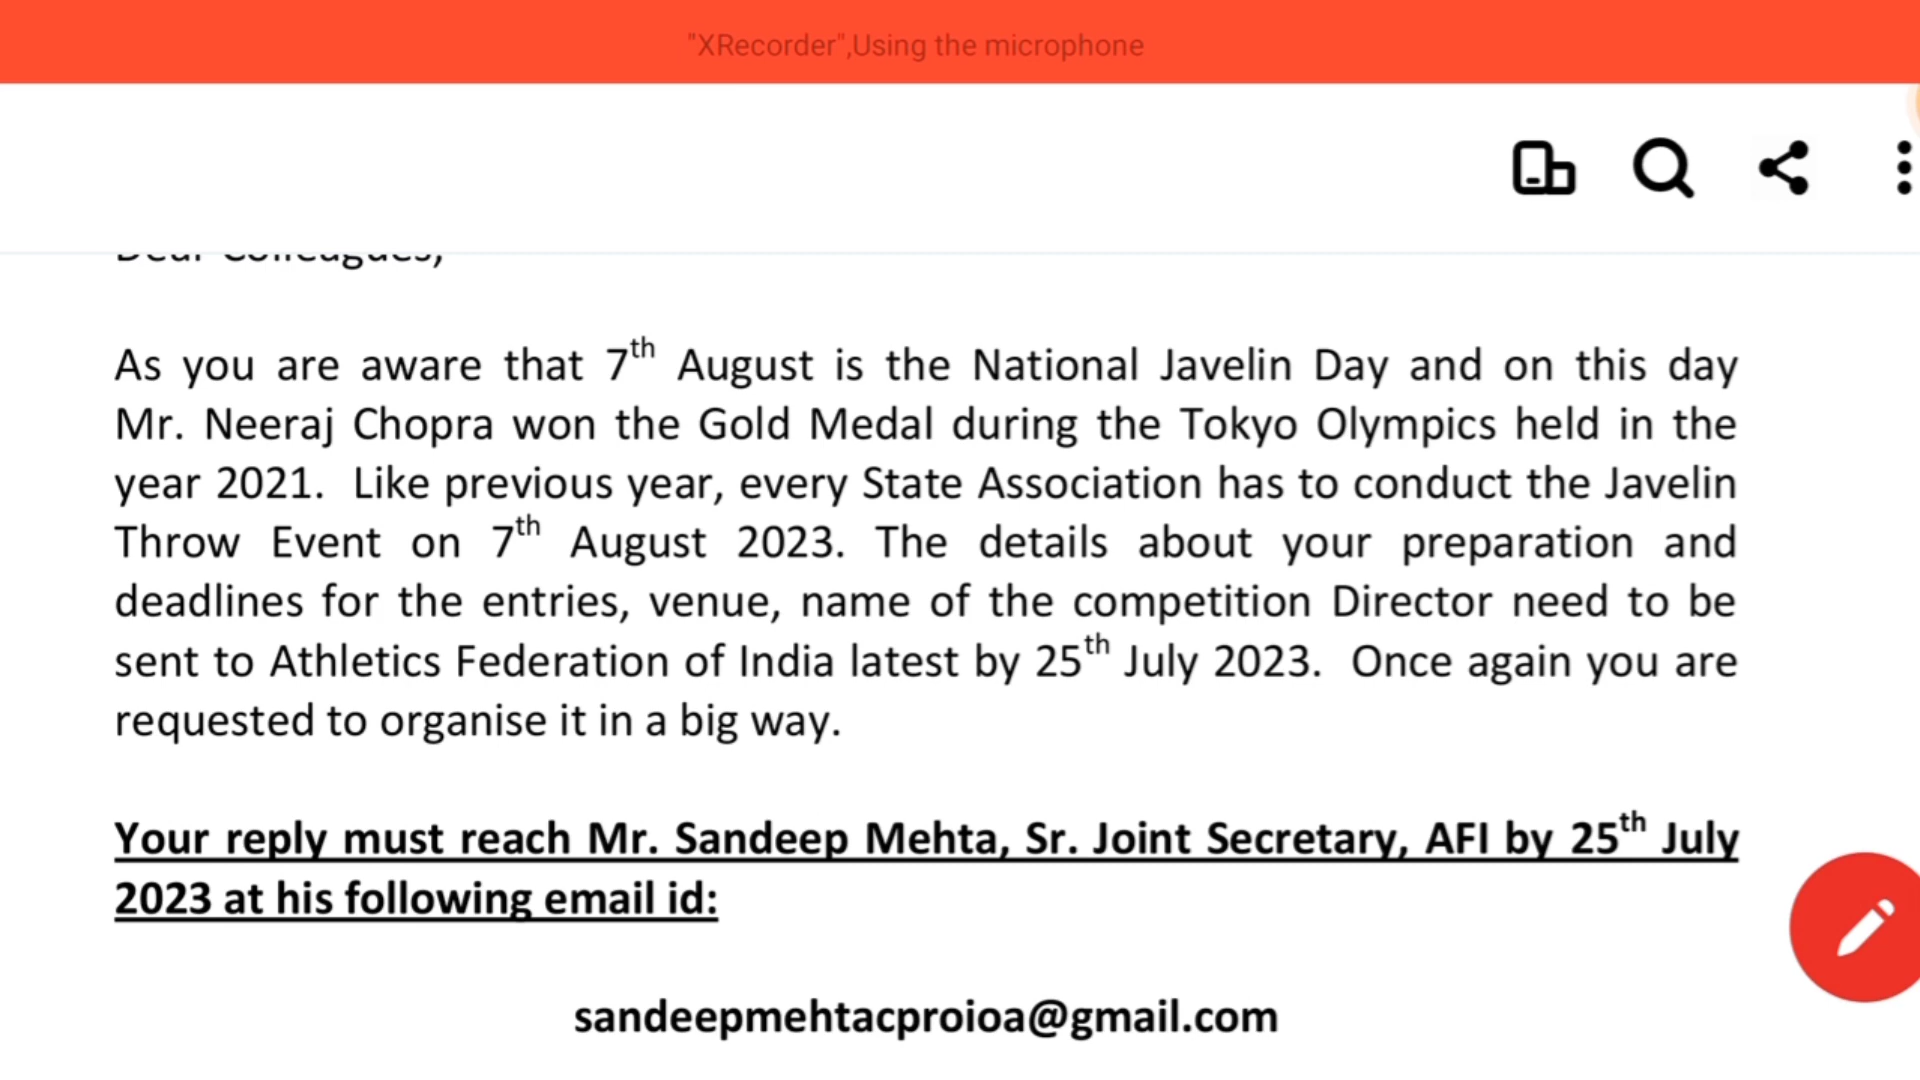 "XRecorder",Using the microphone
Dear Colleagues,
As you are aware that 7th August is the National Javelin Day and on this day
Mr. Neeraj Chopra won the Gold Medal during the Tokyo Olympics held in the
year 2021. Like previous year, every State Association has to conduct the Javelin
Throw Event on 7th August 2023. The details about your preparation and
deadlines for the entries, venue, name of the competition Director need to be
sent to Athletics Federation of India latest by 25th July 2023. Once again you are
requested to organise it in a big way.
Your reply must reach Mr. Sandeep Mehta, Sr. Joint Secretary, AFI by 25th July
2023 at his following email id:
sandeepmehtacproioa@gmail.com